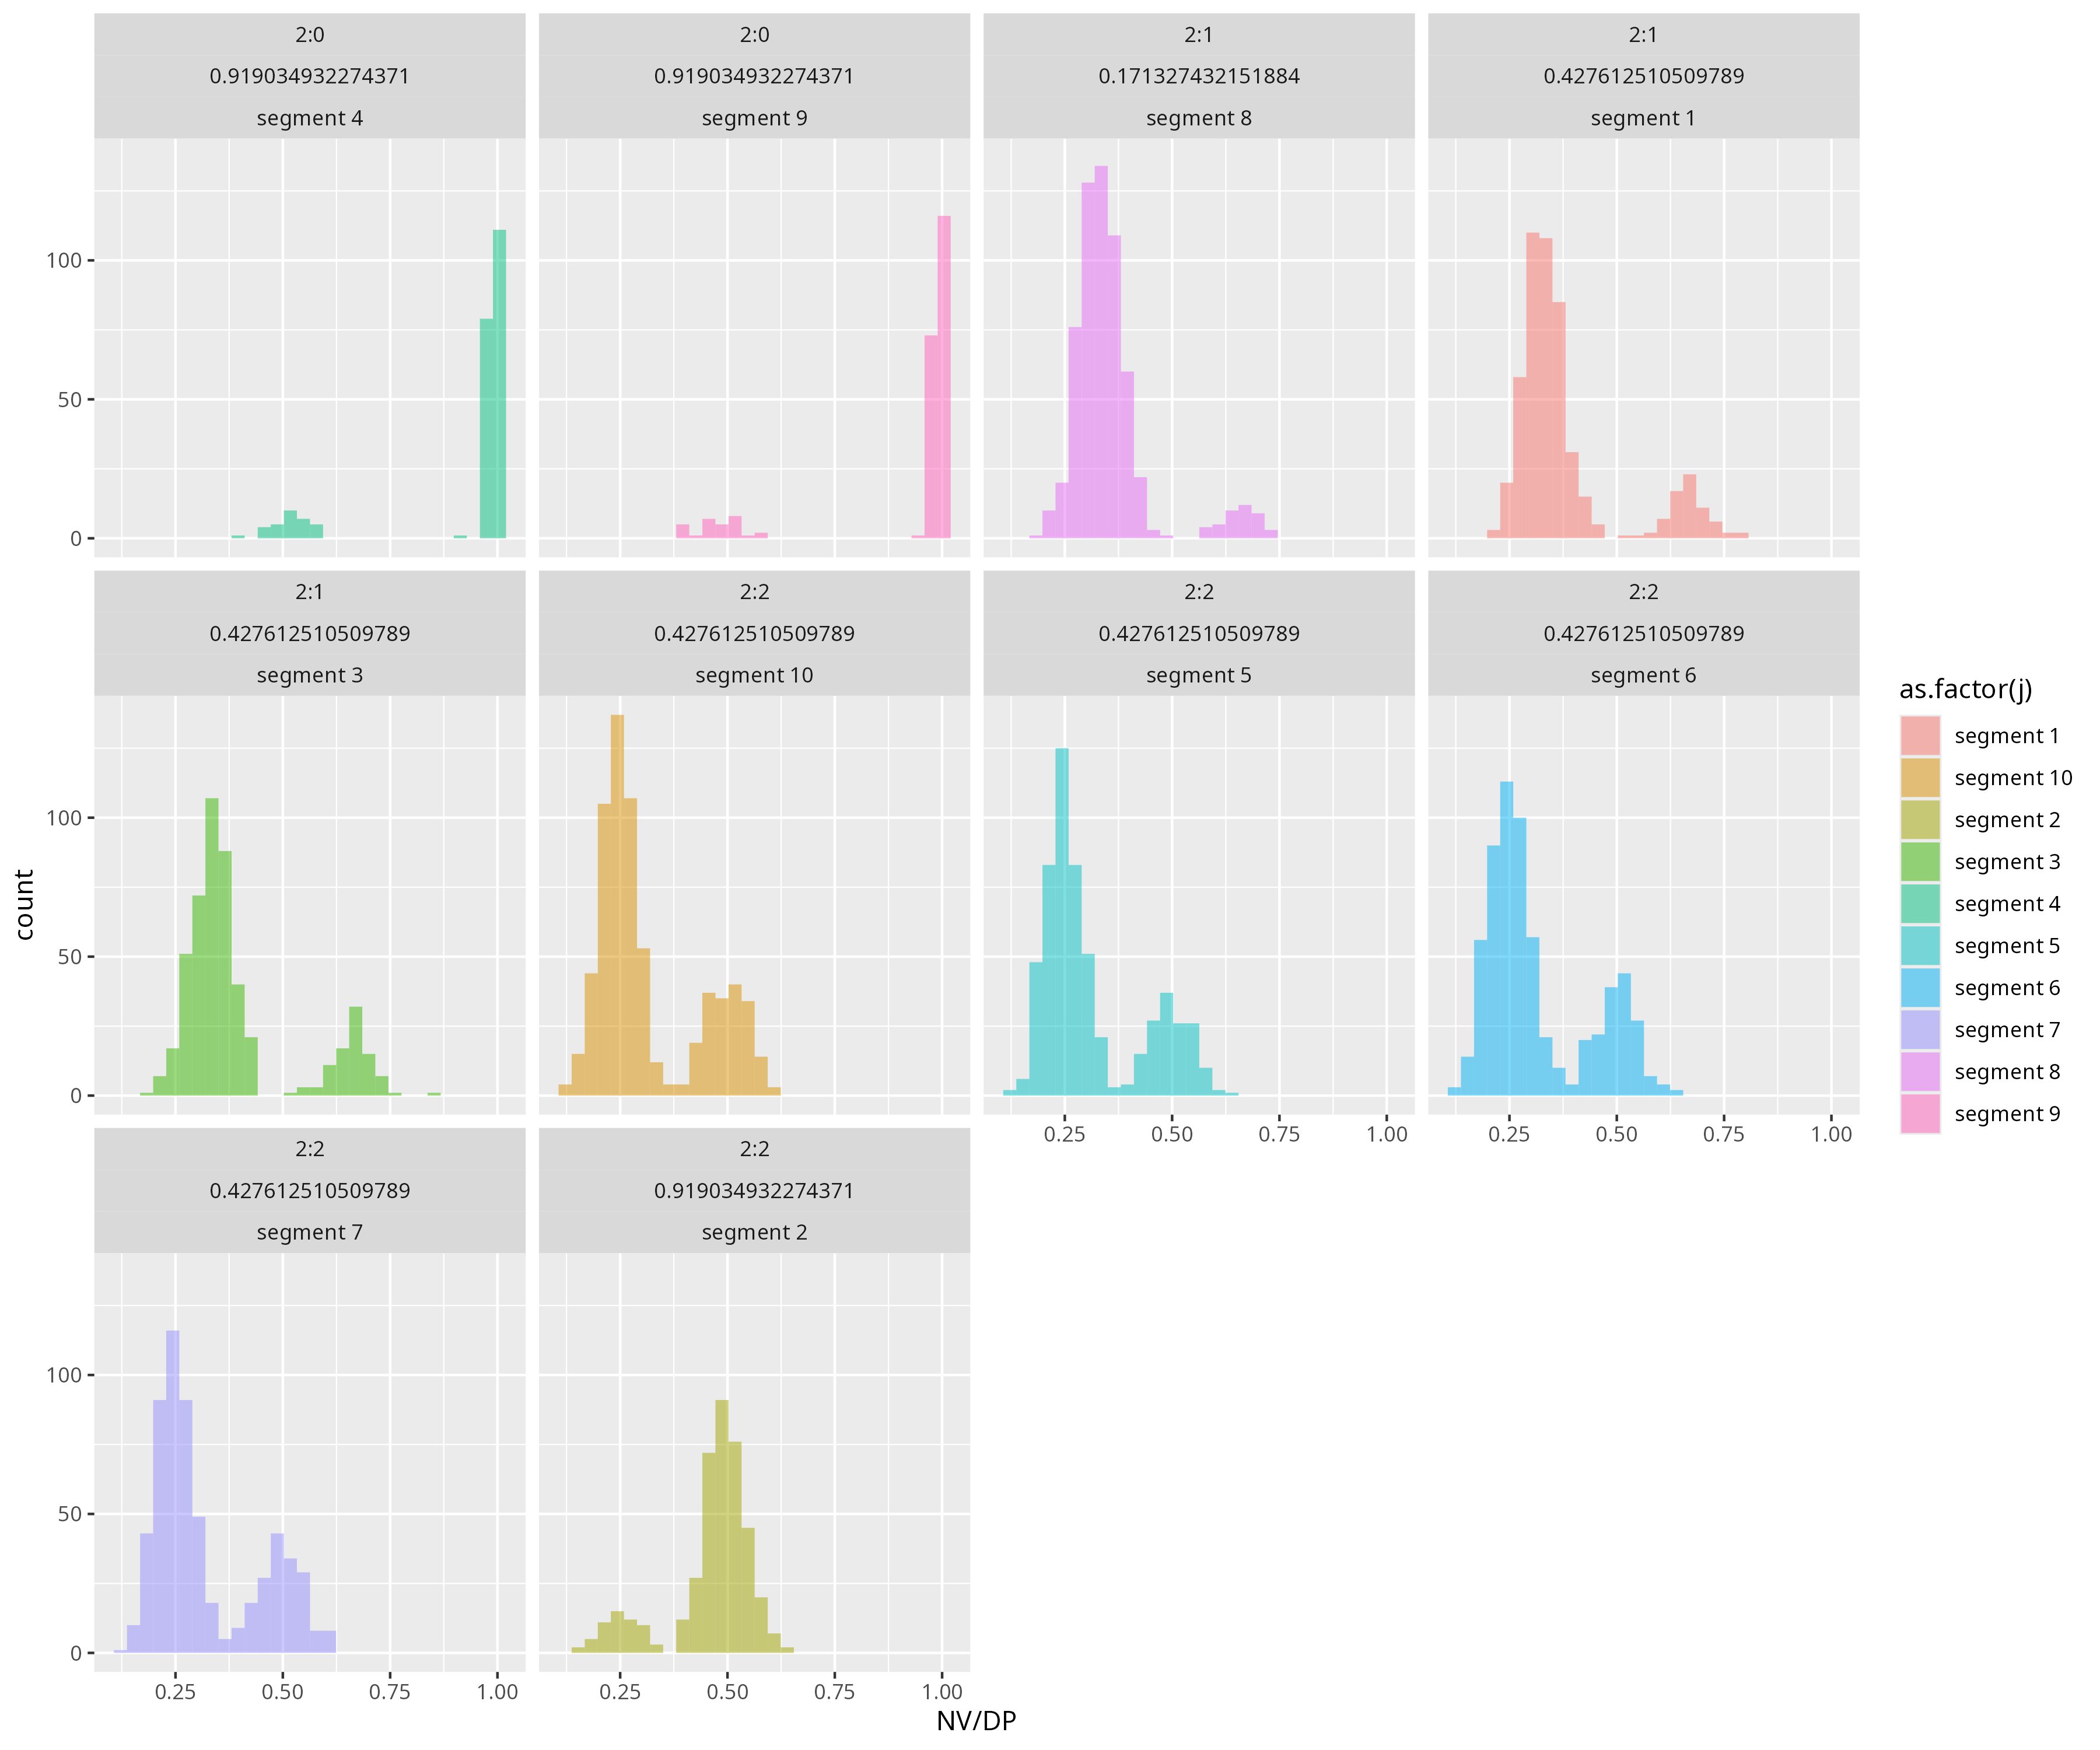 2:0
0.919034932274371
segment 4
2:0
0.919034932274371
segment 9
2:1
0.171327432151884
segment 8
2:1
0.427612510509789
segment 1
100
50
0
2:1
0.427612510509789
segment 3
2:2
0.427612510509789
segment 10
2:2
0.427612510509789
segment 5
2:2
0.427612510509789
segment 6
100
50
0
0.25 0.50 0.75 1.00
0.25 0.50 0.75 1.00
2:2
0.427612510509789
segment 7
2:2
0.919034932274371
segment 2
100
50
0
0.25 0.50 0.75 1.00
0.25 0.50 0.75 1.00
NV/DP
count
as.factor(j)
segment 1
segment 10
segment 2
segment 3
segment 4
segment 5
segment 6
segment 7
segment 8
segment 9